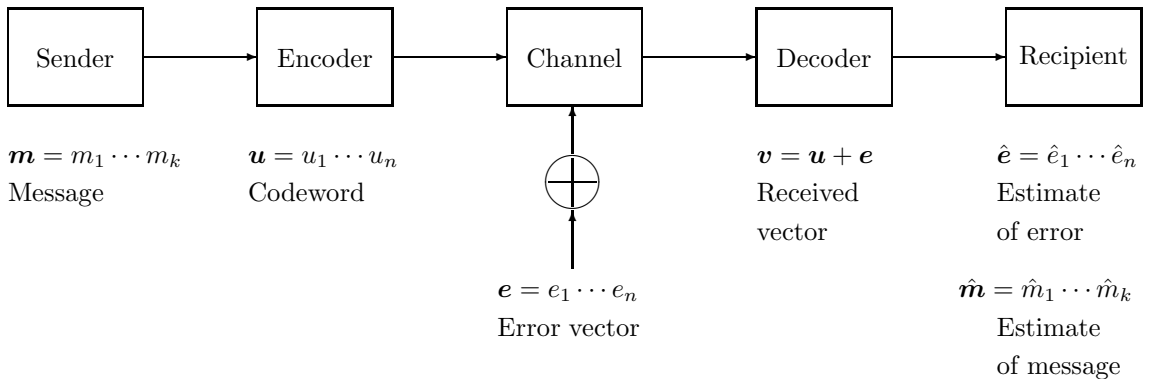 Sender Encoder Channel Decoder Recipient
𝒎 = m₁ ⋯ mₖ
Message
𝒖 = u₁ ⋯ uₙ
Codeword
𝒗 = 𝒖 + 𝒆
Received
vector
𝒆̂ = ê₁ ⋯ êₙ
Estimate
of error
𝒆 = e₁ ⋯ eₙ
Error vector
𝒎̂ = m̂₁ ⋯ m̂ₖ
Estimate
of message